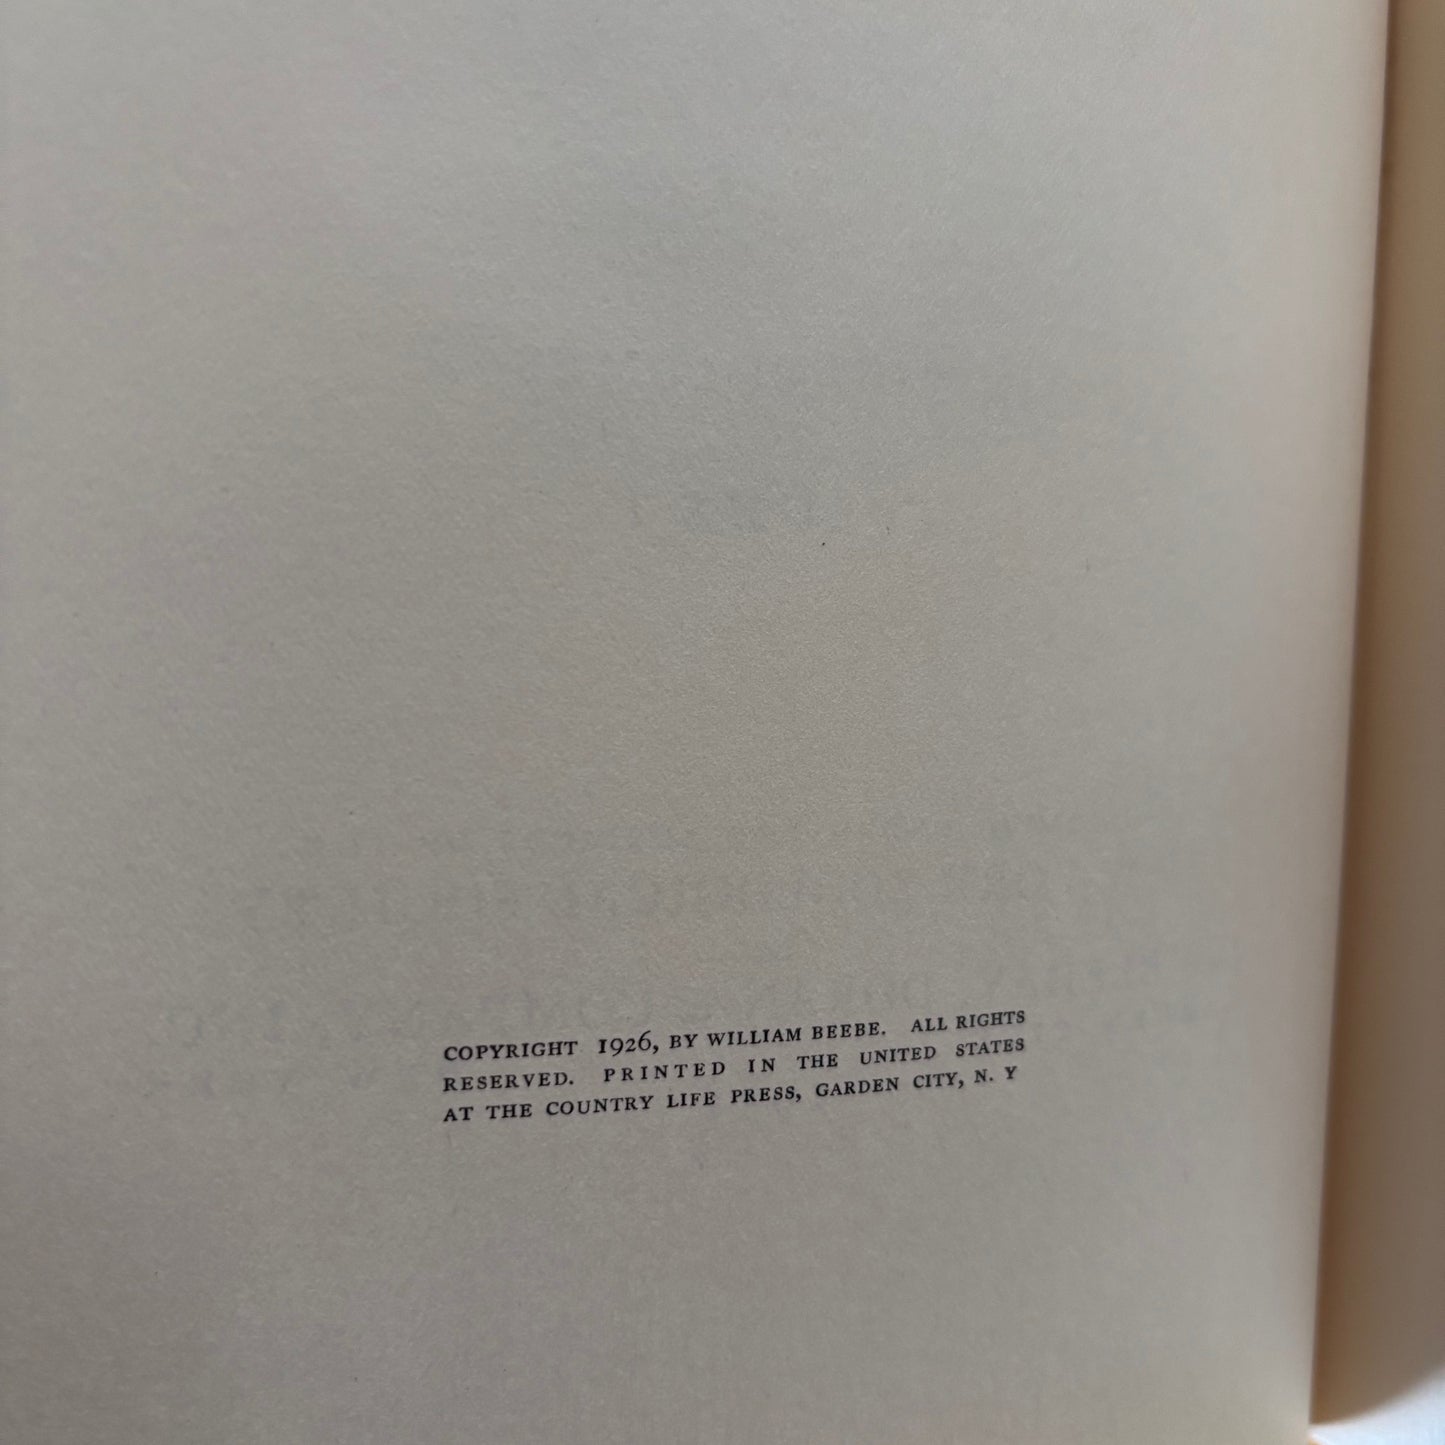 COPYRIGHT 1926, BY WILLIAM BEEBE. ALL RIGHTS
RESERVED. PRINTED IN THE UNITED STATES
AT THE COUNTRY LIFE PRESS, GARDEN CITY, N. Y